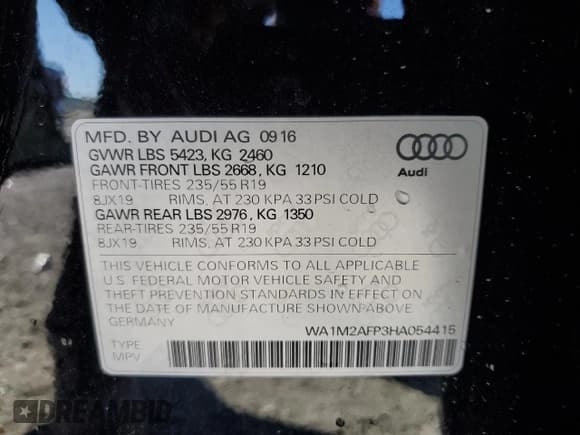 MFD. BY AUDI AG 09 16
GVWR LBS 5423, KG 2460
GAWR FRONT LBS 2668, KG 1210
FRONT-TIRES 235/55 R19
8JX19 RIMS, AT 230 KPA 33 PSI COLD
GAWR REAR LBS 2976, KG 1350
REAR-TIRES 235/55 R19
8JX19 RIMS, AT 230 KPA 33 PSI COLD
Audi
THIS VEHICLE CONFORMS TO ALL APPLICABLE
U.S. FEDERAL MOTOR VEHICLE SAFETY AND
THEFT PREVENTION STANDARDS IN EFFECT ON
THE DATE OF MANUFACTURE SHOWN ABOVE
GERMANY
WA1M2AFP3HA054415
TYPE
MPV
DREAMBID